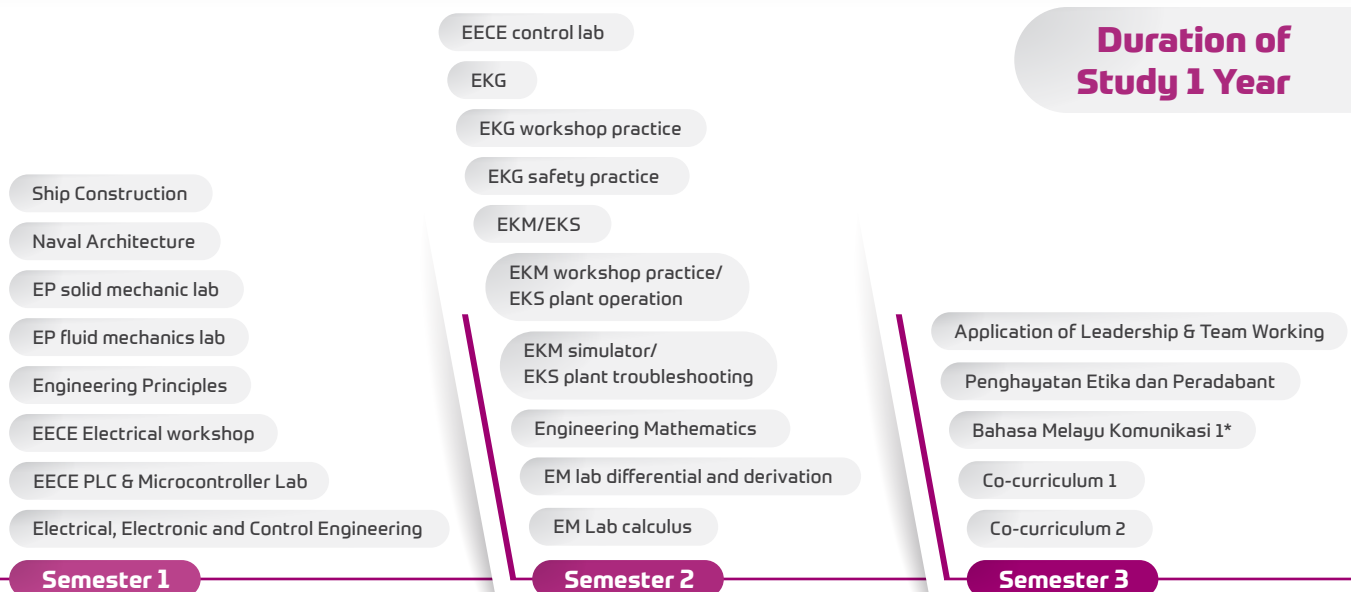 Duration of
Study 1 Year
Ship Construction
Naval Architecture
EP solid mechanic lab
EP fluid mechanics lab
Engineering Principles
EECE Electrical workshop
EECE PLC & Microcontroller Lab
Electrical, Electronic and Control Engineering
Semester 1
EECE control lab
EKG
EKG workshop practice
EKG safety practice
EKM/EKS
EKM workshop practice/
EKS plant operation
EKM simulator/
EKS plant troubleshooting
Engineering Mathematics
EM lab differential and derivation
EM Lab calculus
Semester 2
Application of Leadership & Team Working
Penghayatan Etika dan Peradabant
Bahasa Melayu Komunikasi 1*
Co-curriculum 1
Co-curriculum 2
Semester 3